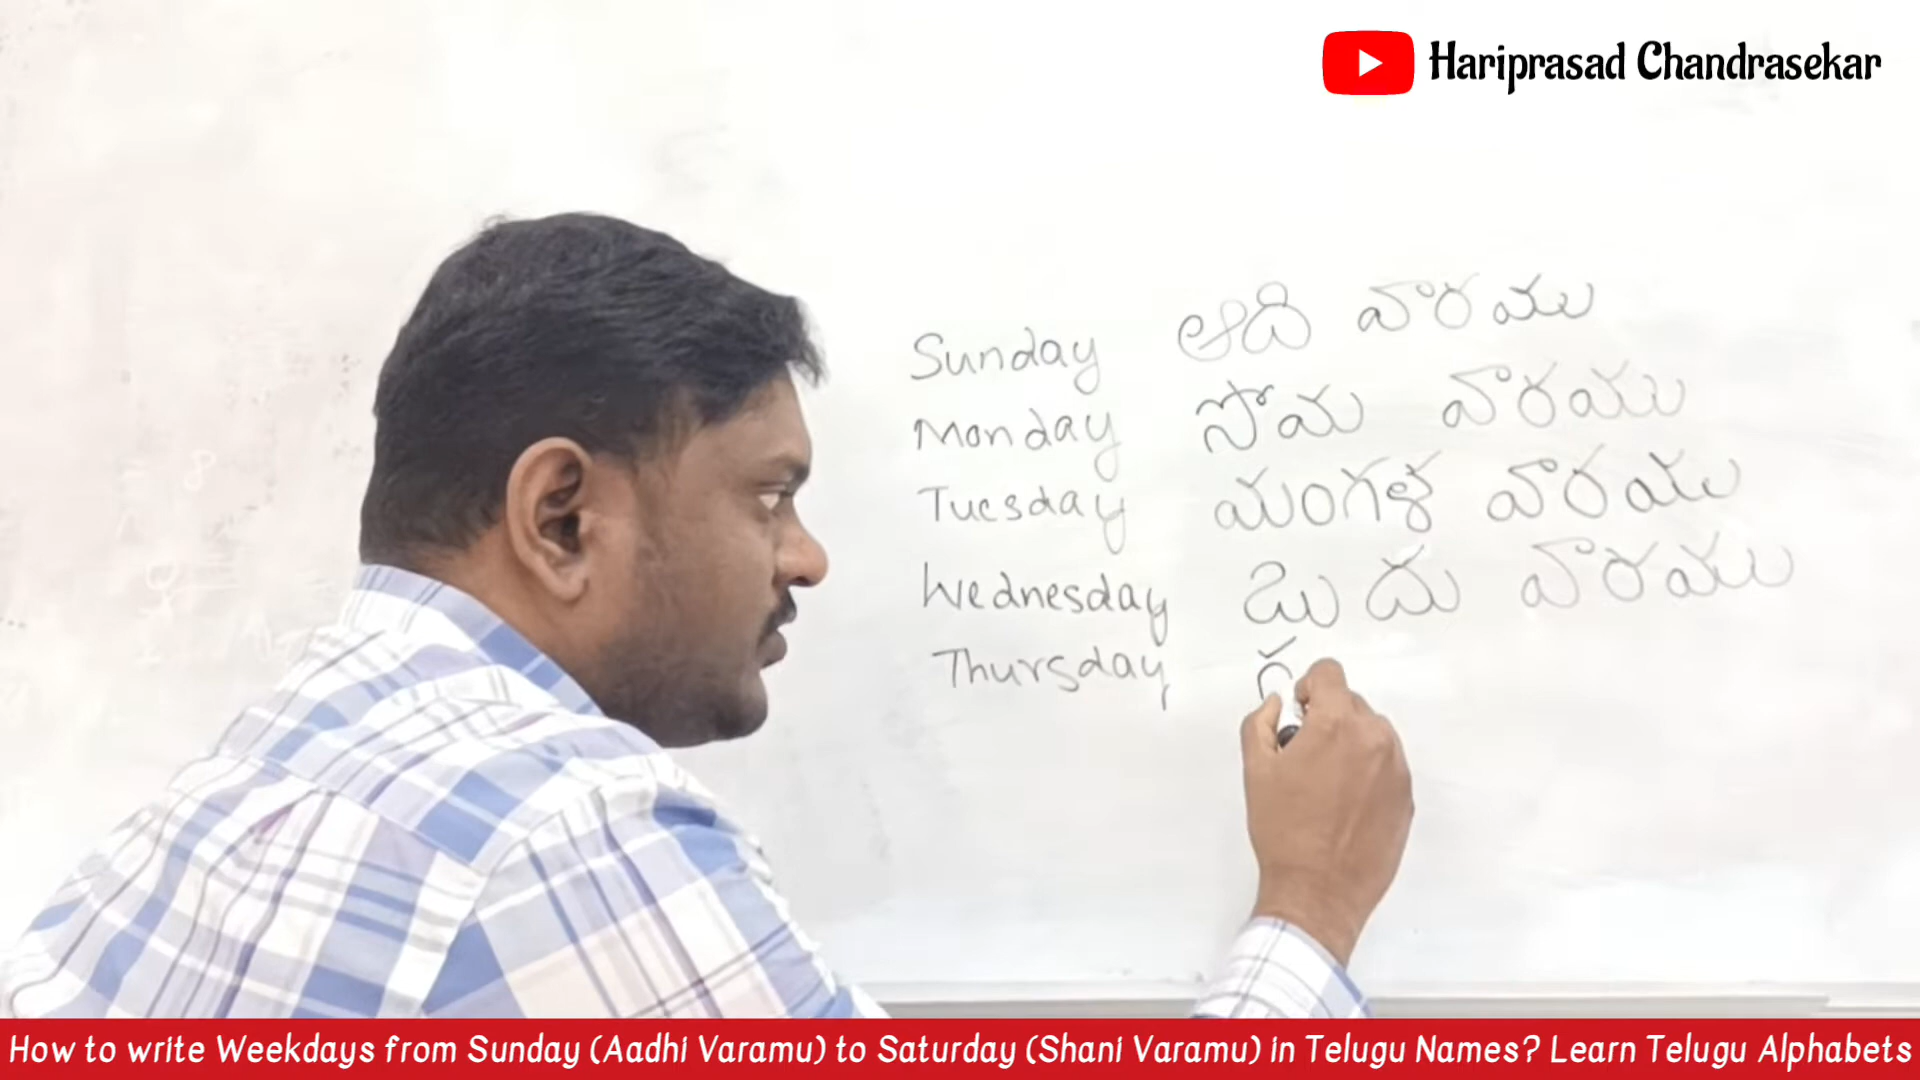 Hariprasad Chandrasekar
Sunday ఆది వారము
Monday సోమ వారము
Tuesday మంగళ వారము
Wednesday బుదు వారము
Thursday గ
How to write Weekdays from Sunday (Aadhi Varamu) to Saturday (Shani Varamu) in Telugu Names? Learn Telugu Alphabets